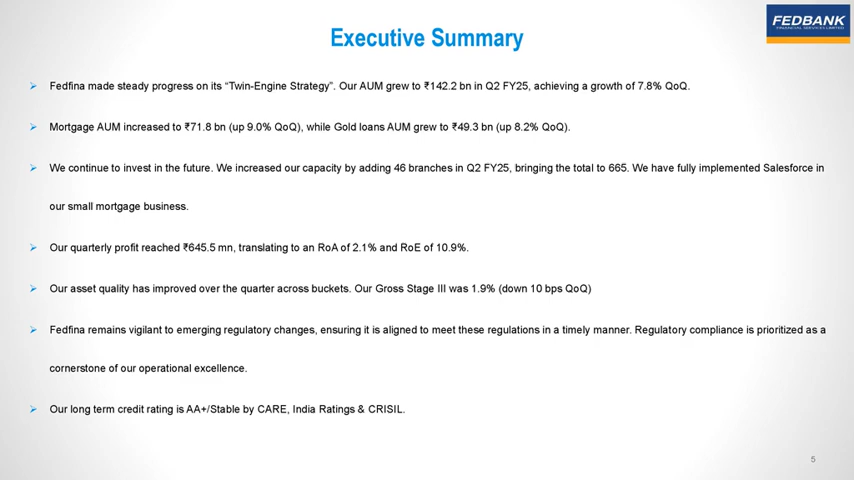 Executive Summary
FEDBANK
FINANCIAL SERVICES LIMITED
➢ Fedfina made steady progress on its “Twin-Engine Strategy”. Our AUM grew to ₹142.2 bn in Q2 FY25, achieving a growth of 7.8% QoQ.
➢ Mortgage AUM increased to ₹71.8 bn (up 9.0% QoQ), while Gold loans AUM grew to ₹49.3 bn (up 8.2% QoQ).
➢ We continue to invest in the future. We increased our capacity by adding 46 branches in Q2 FY25, bringing the total to 665. We have fully implemented Salesforce in
our small mortgage business.
➢ Our quarterly profit reached ₹645.5 mn, translating to an RoA of 2.1% and RoE of 10.9%.
➢ Our asset quality has improved over the quarter across buckets. Our Gross Stage III was 1.9% (down 10 bps QoQ)
➢ Fedfina remains vigilant to emerging regulatory changes, ensuring it is aligned to meet these regulations in a timely manner. Regulatory compliance is prioritized as a
cornerstone of our operational excellence.
➢ Our long term credit rating is AA+/Stable by CARE, India Ratings & CRISIL.
5